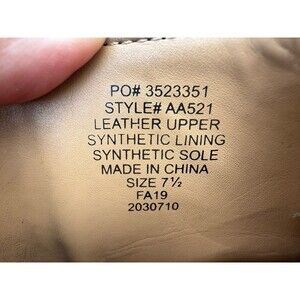 PO# 3523351
STYLE# AA521
LEATHER UPPER
SYNTHETIC LINING
SYNTHETIC SOLE
MADE IN CHINA
SIZE 7½
FA19
2030710